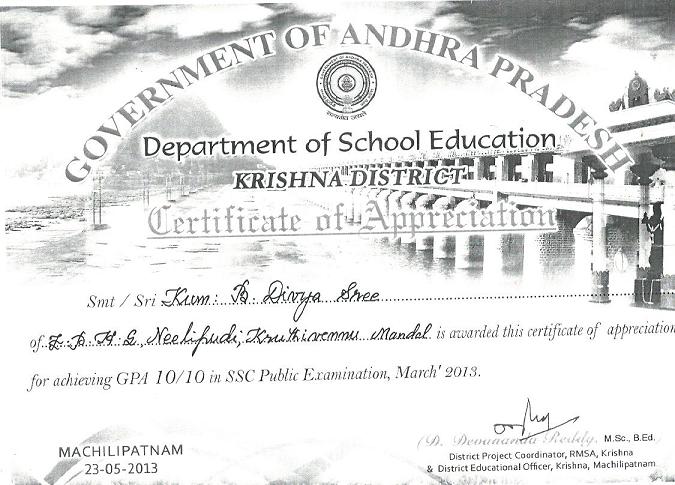 GOVERNMENT OF ANDHRA PRADESH
Department of School Education
KRISHNA DISTRICT
Certificate of Appreciation
Smt / Sri Kum: B. Divya Sree
of Z. P. H. S., Neelipudi, Kruthivennu Mandal is awarded this certificate of appreciation
for achieving GPA 10/10 in SSC Public Examination, March' 2013.
(D. Devananda Reddy, M.Sc., B.Ed.
MACHILIPATNAM
23-05-2013
District Project Coordinator, RMSA, Krishna
& District Educational Officer, Krishna, Machilipatnam